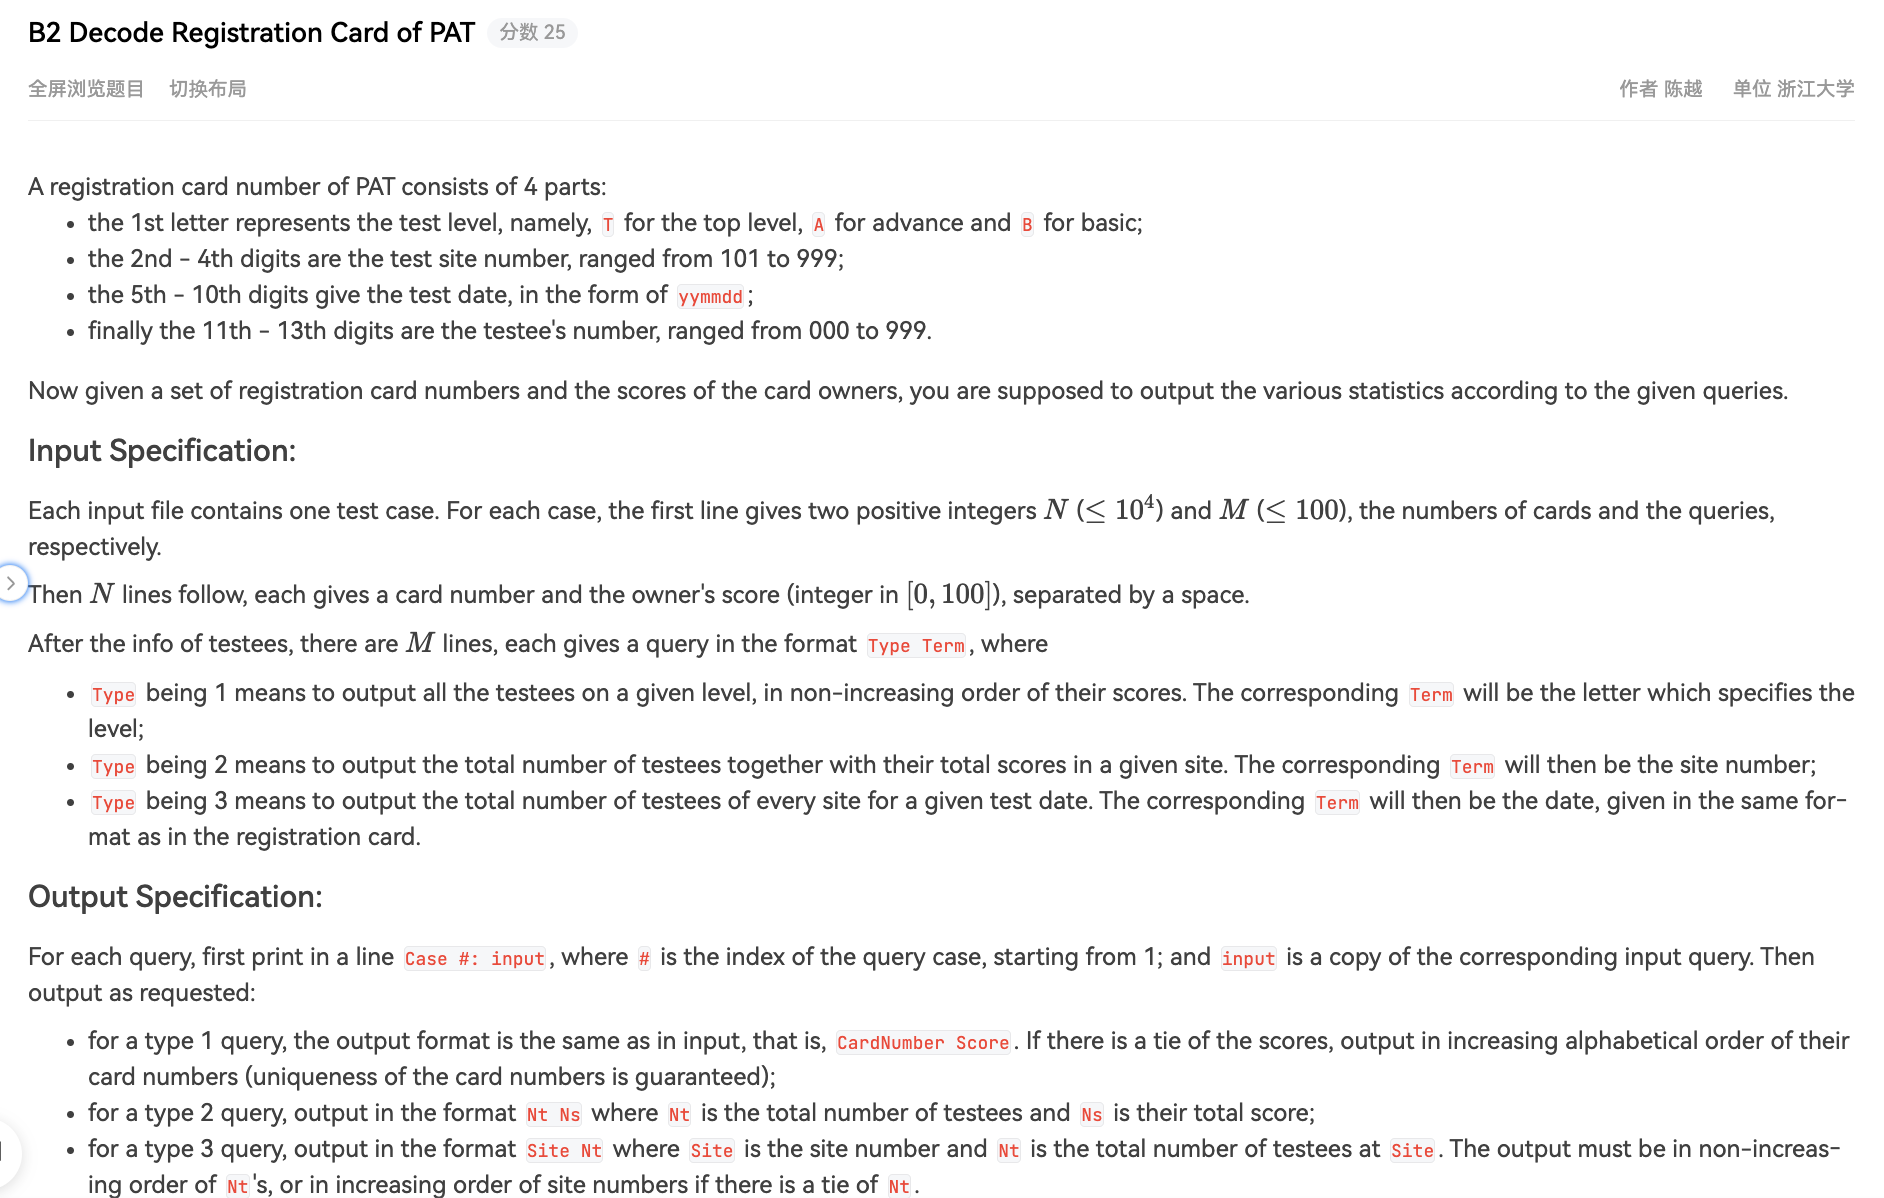 B2 Decode Registration Card of PAT 分数 25
全屏浏览题目 切换布局 作者 陈越 单位 浙江大学
A registration card number of PAT consists of 4 parts:
• the 1st letter represents the test level, namely, T for the top level, A for advance and B for basic;
• the 2nd - 4th digits are the test site number, ranged from 101 to 999;
• the 5th - 10th digits give the test date, in the form of yymmdd;
• finally the 11th - 13th digits are the testee's number, ranged from 000 to 999.
Now given a set of registration card numbers and the scores of the card owners, you are supposed to output the various statistics according to the given queries.
Input Specification:
Each input file contains one test case. For each case, the first line gives two positive integers N (≤ 10⁴) and M (≤ 100), the numbers of cards and the queries,
respectively.
Then N lines follow, each gives a card number and the owner's score (integer in [0, 100]), separated by a space.
After the info of testees, there are M lines, each gives a query in the format Type Term, where
• Type being 1 means to output all the testees on a given level, in non-increasing order of their scores. The corresponding Term will be the letter which specifies the
level;
• Type being 2 means to output the total number of testees together with their total scores in a given site. The corresponding Term will then be the site number;
• Type being 3 means to output the total number of testees of every site for a given test date. The corresponding Term will then be the date, given in the same for-
mat as in the registration card.
Output Specification:
For each query, first print in a line Case #: input, where # is the index of the query case, starting from 1; and input is a copy of the corresponding input query. Then
output as requested:
• for a type 1 query, the output format is the same as in input, that is, CardNumber Score. If there is a tie of the scores, output in increasing alphabetical order of their
card numbers (uniqueness of the card numbers is guaranteed);
• for a type 2 query, output in the format Nt Ns where Nt is the total number of testees and Ns is their total score;
• for a type 3 query, output in the format Site Nt where Site is the site number and Nt is the total number of testees at Site. The output must be in non-increas-
ing order of Nt's, or in increasing order of site numbers if there is a tie of Nt.